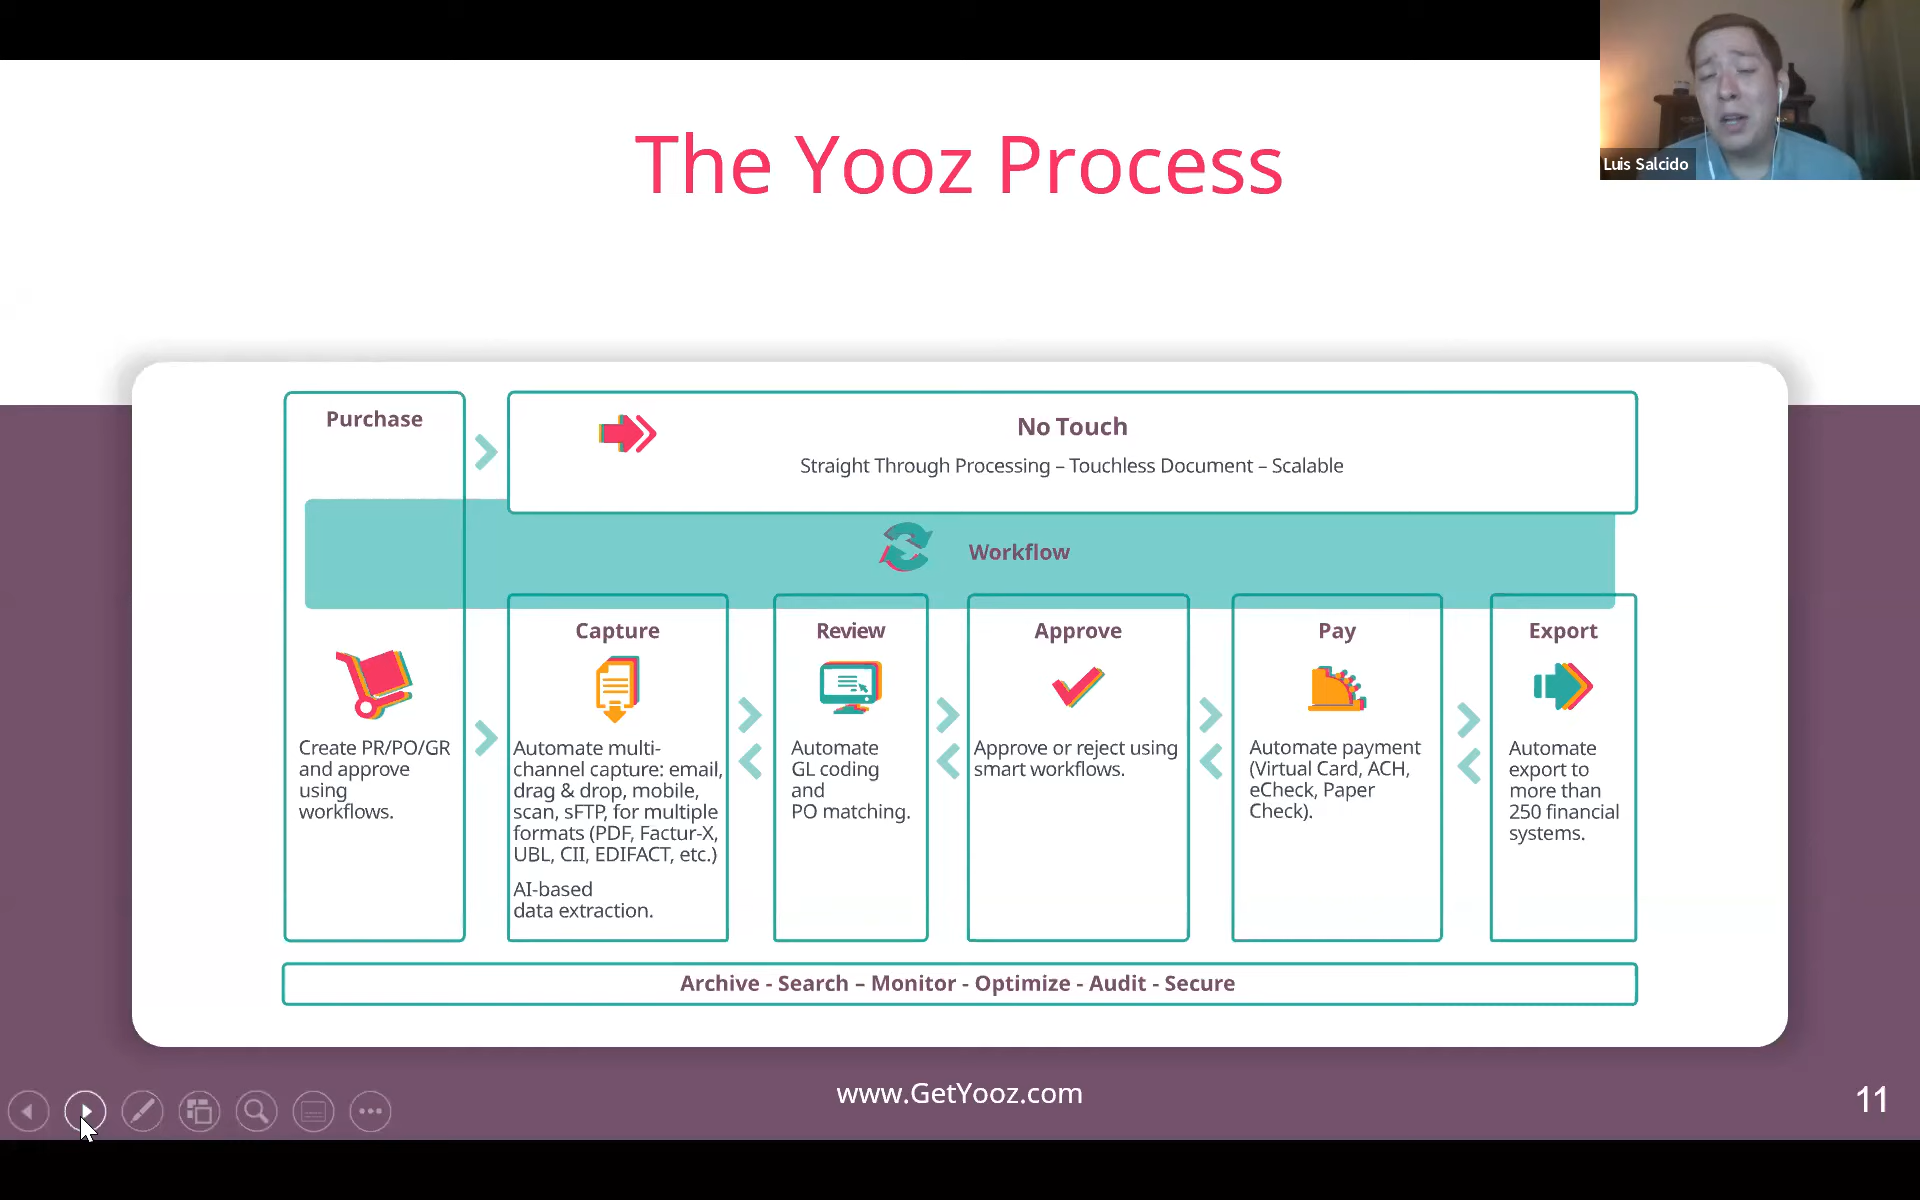 The Yooz Process
Luis Salcido
Purchase
No Touch
Straight Through Processing – Touchless Document – Scalable
Workflow
Create PR/PO/GR
and approve
using
workflows.
Capture
Automate multi-
channel capture: email,
drag & drop, mobile,
scan, sFTP, for multiple
formats (PDF, Factur-X,
UBL, CII, EDIFACT, etc.)
AI-based
data extraction.
Review
Automate
GL coding
and
PO matching.
Approve
Approve or reject using
smart workflows.
Pay
Automate payment
(Virtual Card, ACH,
eCheck, Paper
Check).
Export
Automate
export to
more than
250 financial
systems.
Archive - Search – Monitor - Optimize - Audit - Secure
www.GetYooz.com
11